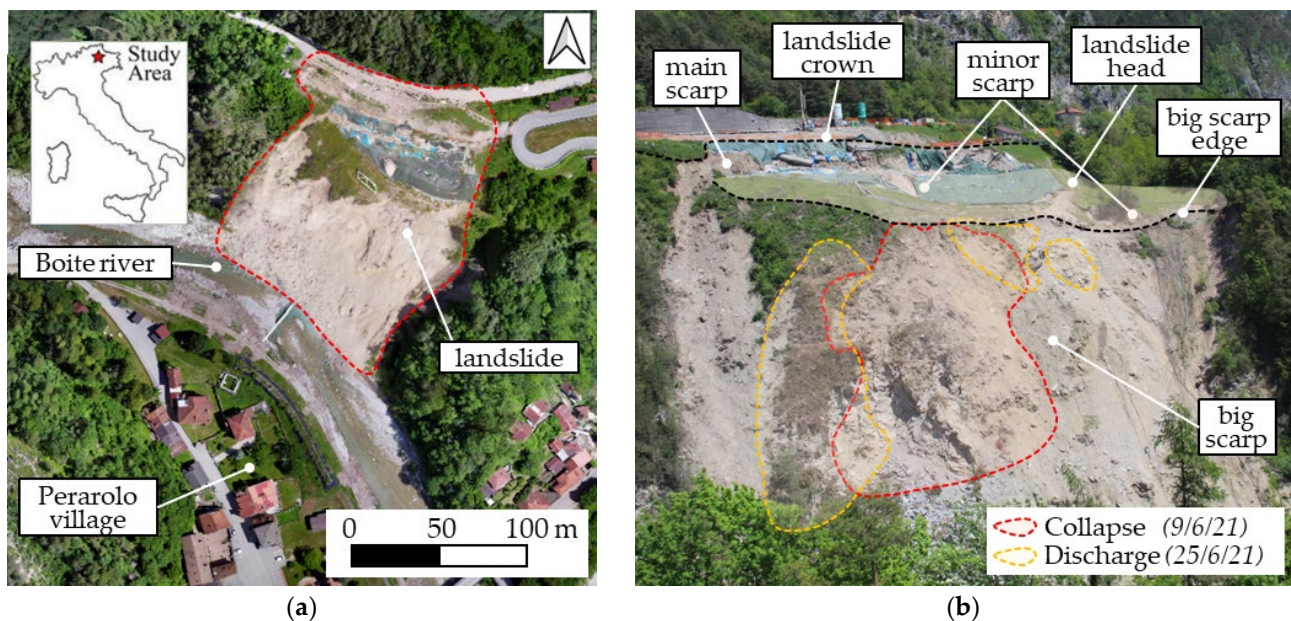 Study
Area
Boite river
landslide
Perarolo
village
0 50 100 m
(a)
main
scarp
landslide
crown
minor
scarp
landslide
head
big scarp
edge
big
scarp
Collapse (9/6/21)
Discharge (25/6/21)
(b)